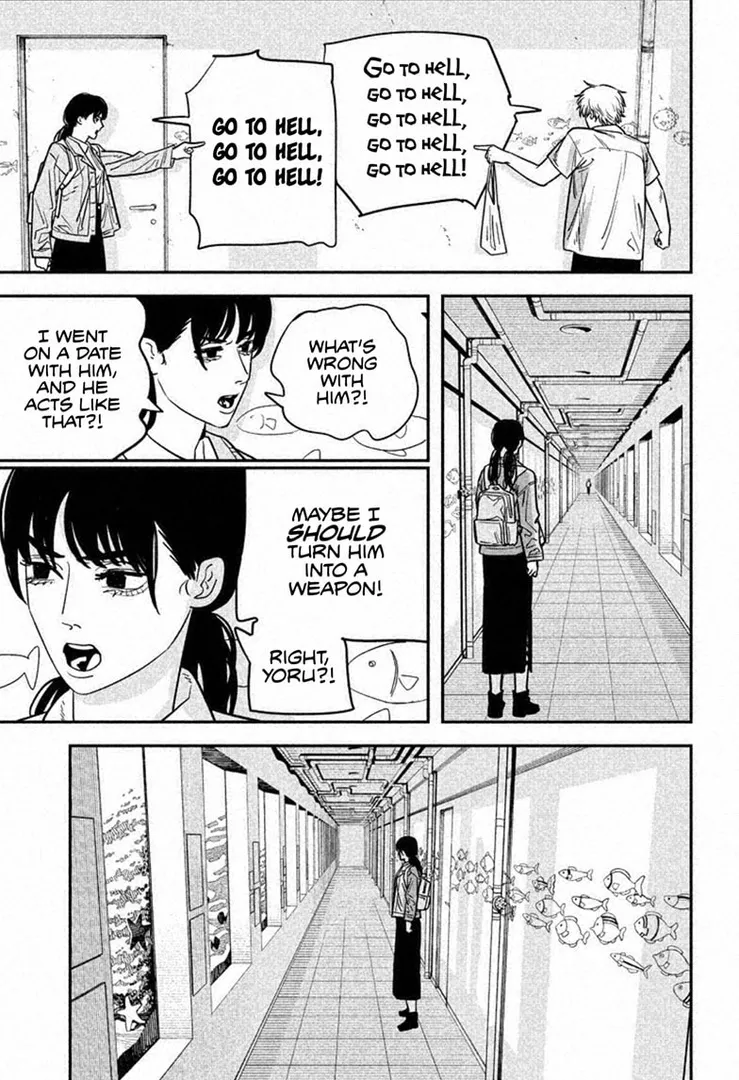 GO TO HELL,
GO TO HELL,
GO TO HELL,
GO TO HELL,
GO TO HELL!
GO TO HELL,
GO TO HELL,
GO TO HELL!
WHAT'S
WRONG
WITH
HIM?!
I WENT
ON A DATE
WITH HIM,
AND HE
ACTS LIKE
THAT?!
MAYBE I
SHOULD
TURN HIM
INTO A
WEAPON!
RIGHT,
YORU?!